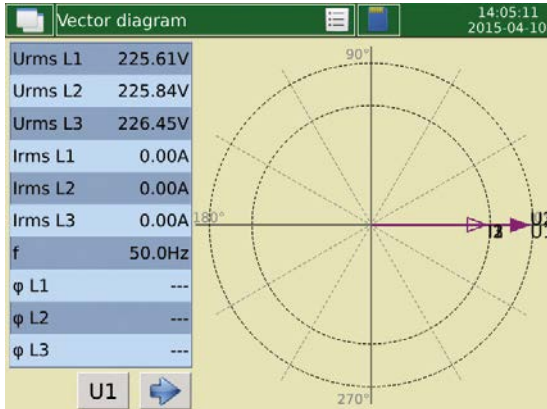 Vector diagram
14:05:11
2015-04-10
Urms L1 225.61V
Urms L2 225.84V
Urms L3 226.45V
Irms L1 0.00A
Irms L2 0.00A
Irms L3 0.00A
f 50.0Hz
φ L1 ---
φ L2 ---
φ L3 ---
U1
90°
180°
270°